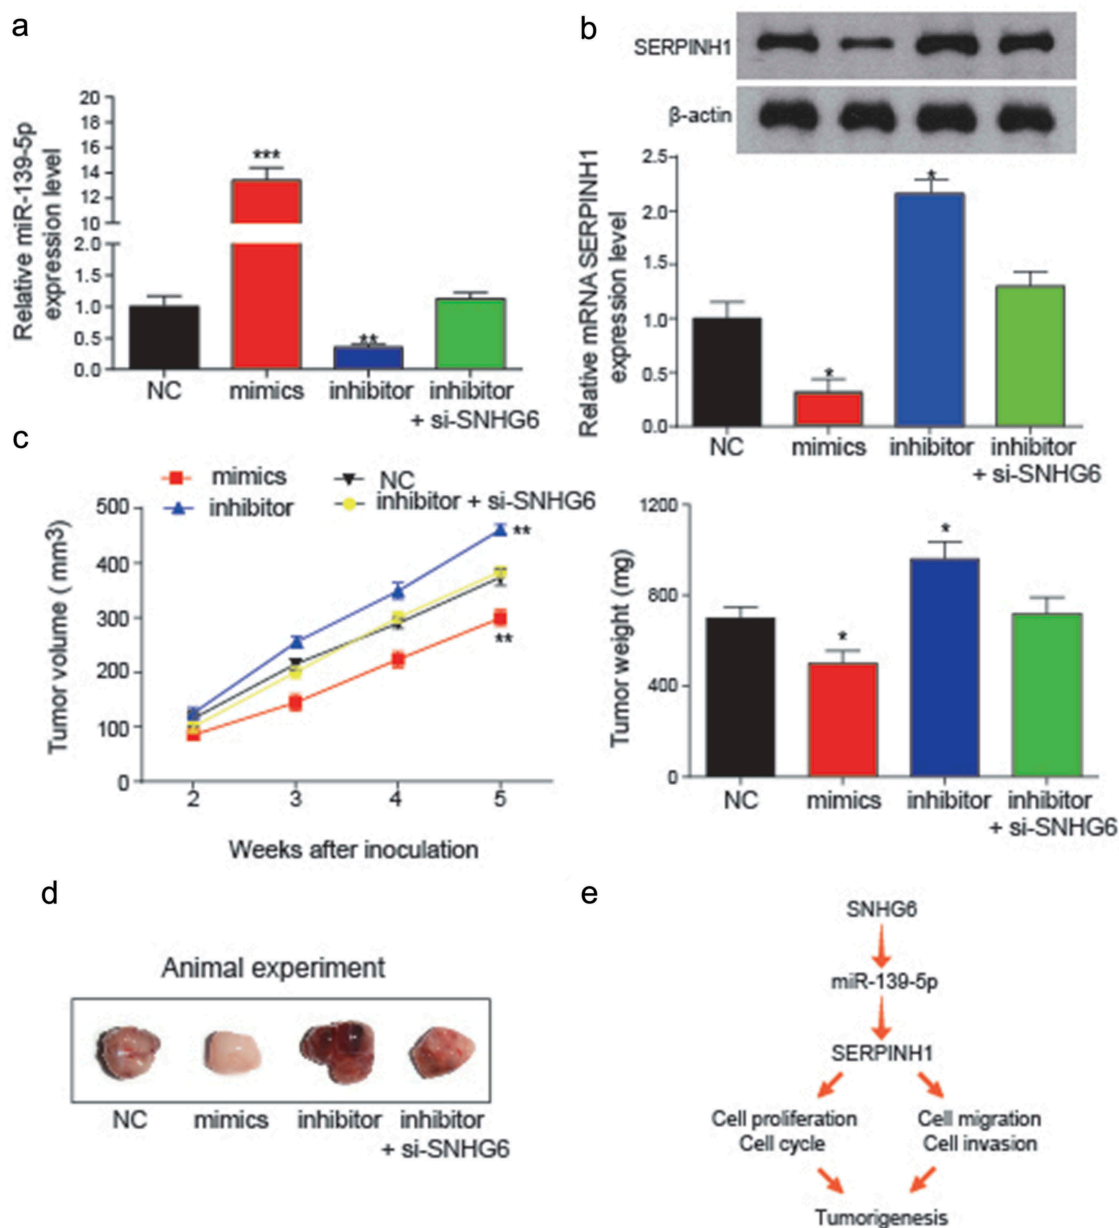 a
Relative miR-139-5p
expression level
20
18
16
14
12
10
2.0
1.0
0.5
0.0
***
**
NC
mimics
inhibitor
inhibitor
+ si-SNHG6
b
SERPINH1
β-actin
Relative mRNA SERPINH1
expression level
2.5
2.0
1.5
1.0
0.5
0.0
*
*
NC
mimics
inhibitor
inhibitor
+ si-SNHG6
c
mimics
NC
inhibitor
inhibitor + si-SNHG6
Tumor volume ( mm3)
500
400
300
200
100
0
**
**
2
3
4
5
Weeks after inoculation
Tumor weight (mg)
1200
800
400
0
*
*
NC
mimics
inhibitor
inhibitor
+ si-SNHG6
d
Animal experiment
NC
mimics
inhibitor
inhibitor
+ si-SNHG6
e
SNHG6
miR-139-5p
SERPINH1
Cell proliferation
Cell cycle
Cell migration
Cell invasion
Tumorigenesis